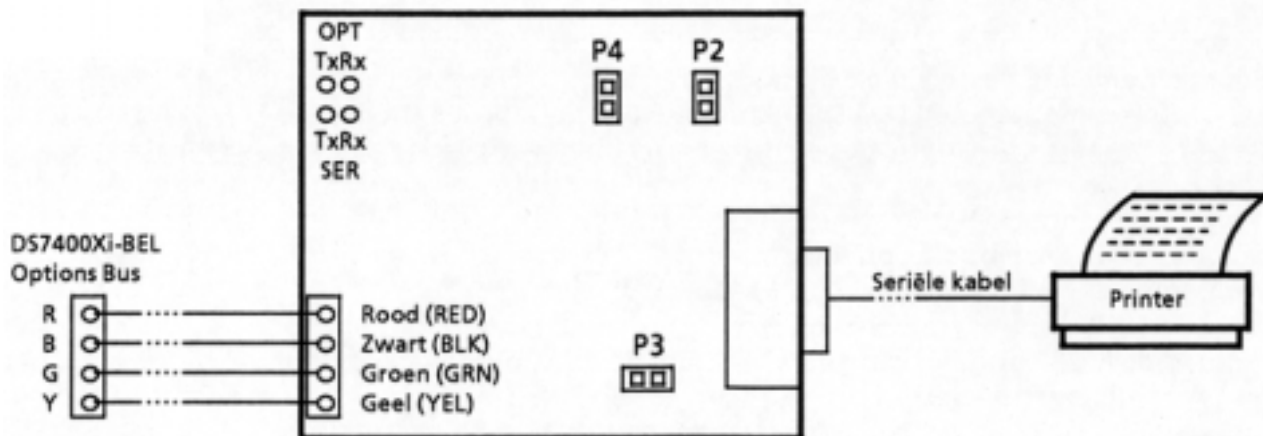 OPT
TxRx
TxRx
SER
P4
P2
DS7400Xi-BEL
Options Bus
R
B
G
Y
Rood (RED)
Zwart (BLK)
Groen (GRN)
Geel (YEL)
P3
Seriële kabel
Printer